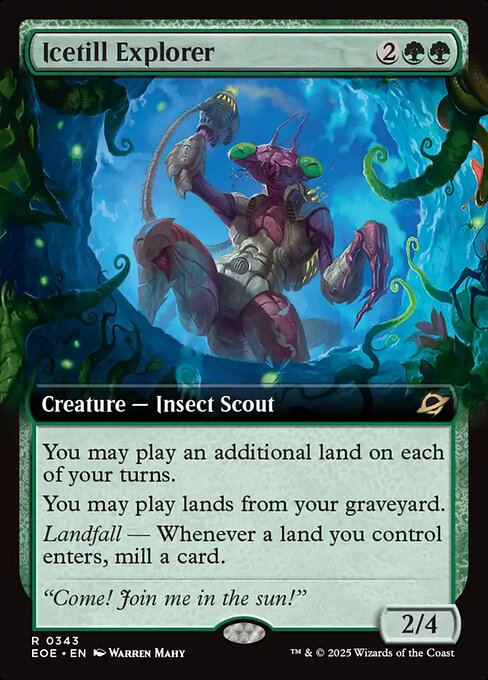 Icetill Explorer 2
Creature — Insect Scout
You may play an additional land on each
of your turns.
You may play lands from your graveyard.
Landfall — Whenever a land you control
enters, mill a card.
“Come! Join me in the sun!”
2/4
R 0343
EOE • EN Warren Mahy
™ & © 2025 Wizards of the Coast